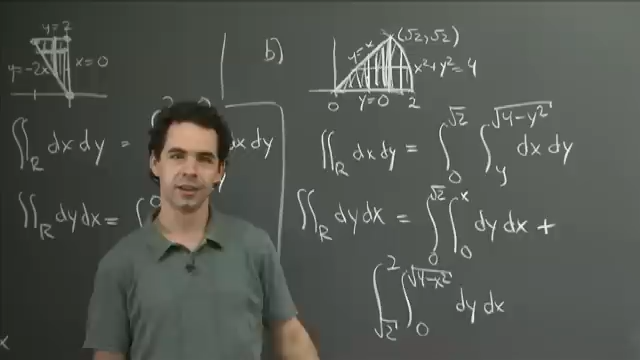 y=2
y=-2x
x=0
∬_R dx dy =
dx dy
∬_R dy dx =
x
b)
(√2, √2)
y=x
x²+y²=4
0
y=0
2
∬_R dx dy = ∫_0^√2 ∫_y^√(4-y²) dx dy
∬_R dy dx = ∫_0^√2 ∫_0^x dy dx +
∫_√2^2 ∫_0^√(4-x²) dy dx